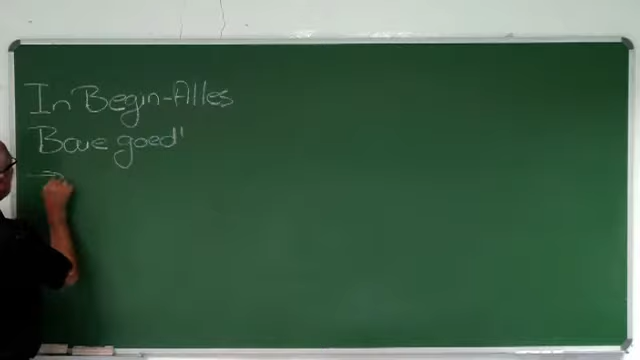 In Begin-Alles
Baue goed'
→